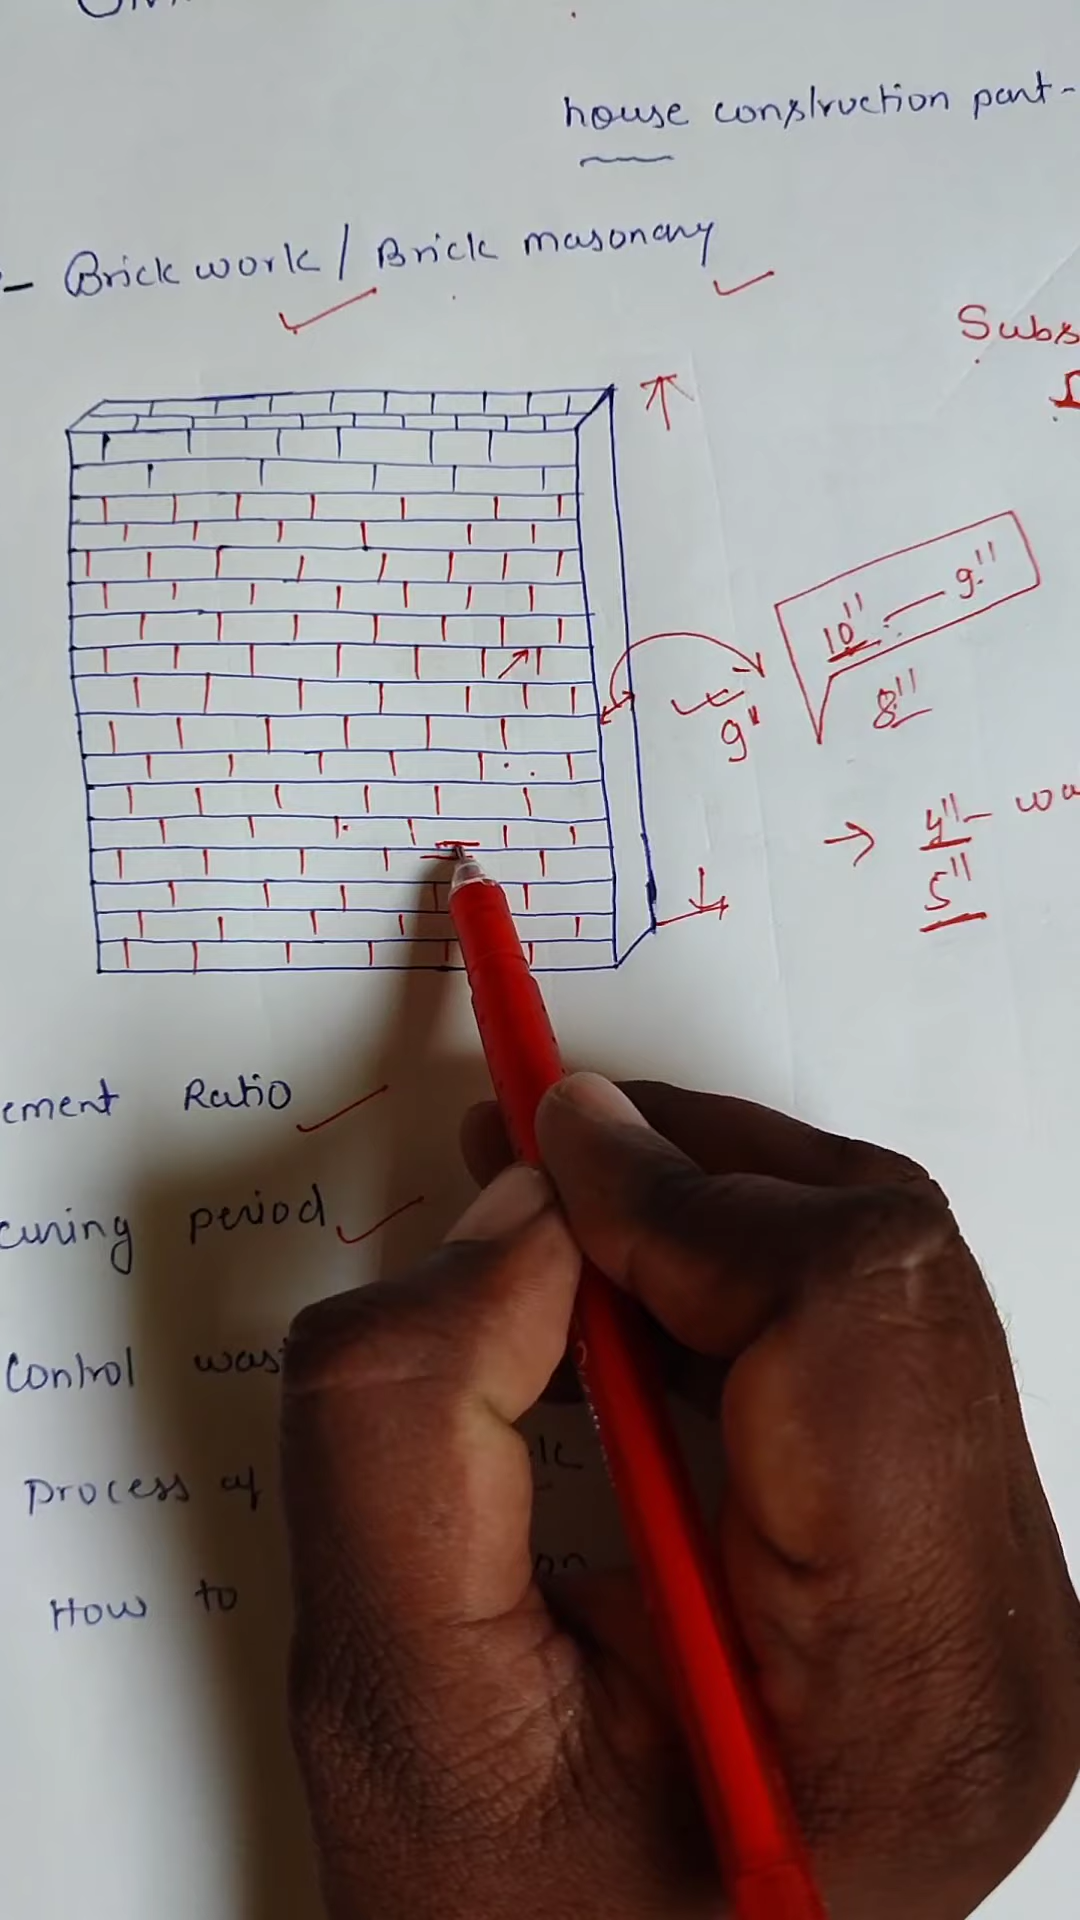 house construction part-
- Brick work / Brick masonary
Subs
10" - 9"
8"
9"
→ 4" - wa
5"
ement Ratio
curing period
Control was
process of
How to